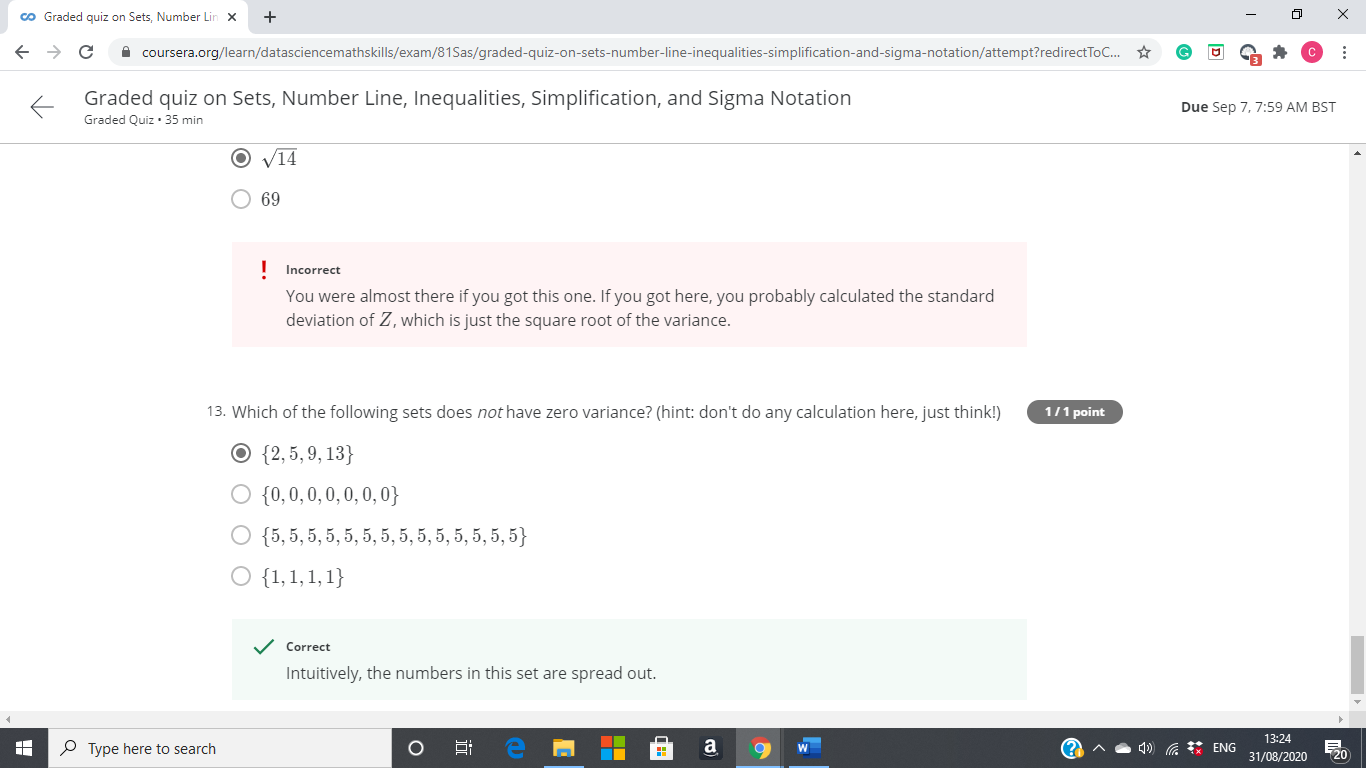 Graded quiz on Sets, Number Lin
coursera.org/learn/datasciencemathskills/exam/81Sas/graded-quiz-on-sets-number-line-inequalities-simplification-and-sigma-notation/attempt?redirectToC...
G
3
C
Graded quiz on Sets, Number Line, Inequalities, Simplification, and Sigma Notation
Graded Quiz • 35 min
Due Sep 7, 7:59 AM BST
√14
69
! Incorrect
You were almost there if you got this one. If you got here, you probably calculated the standard
deviation of Z, which is just the square root of the variance.
13. Which of the following sets does not have zero variance? (hint: don't do any calculation here, just think!)
1 / 1 point
{2, 5, 9, 13}
{0, 0, 0, 0, 0, 0, 0}
{5, 5, 5, 5, 5, 5, 5, 5, 5, 5, 5, 5, 5, 5}
{1, 1, 1, 1}
Correct
Intuitively, the numbers in this set are spread out.
Type here to search
ENG
13:24
31/08/2020
20